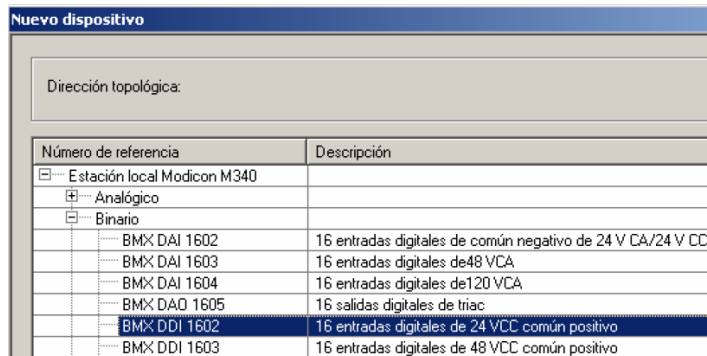 Nuevo dispositivo
Dirección topológica:
Número de referencia Descripción
Estación local Modicon M340
Analógico
Binario
BMX DAI 1602 16 entradas digitales de común negativo de 24 V CA/24 V CC
BMX DAI 1603 16 entradas digitales de48 VCA
BMX DAI 1604 16 entradas digitales de120 VCA
BMX DAO 1605 16 salidas digitales de triac
BMX DDI 1602 16 entradas digitales de 24 VCC común positivo
BMX DDI 1603 16 entradas digitales de 48 VCC común positivo